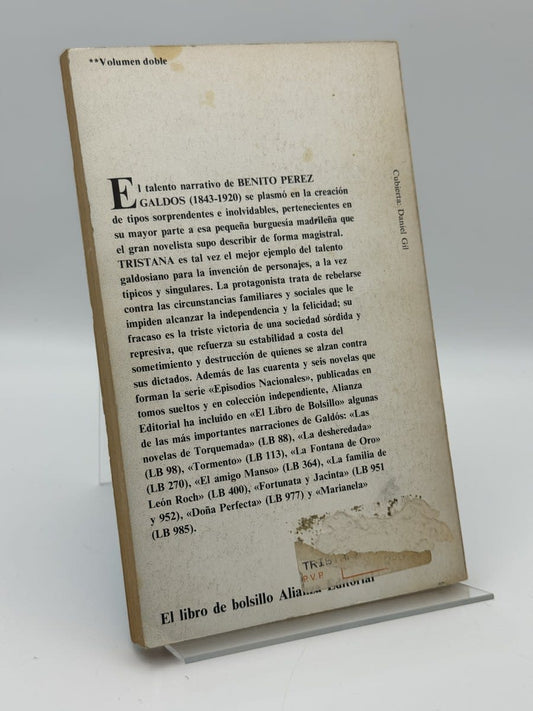 **Volumen doble
El talento narrativo de BENITO PEREZ
GALDOS (1843-1920) se plasmó en la creación
de tipos sorprendentes e inolvidables, pertenecientes en
su mayor parte a esa pequeña burguesía madrileña que
el gran novelista supo describir de forma magistral.
TRISTANA es tal vez el mejor ejemplo del talento
galdosiano para la invención de personajes, a la vez
típicos y singulares. La protagonista trata de rebelarse
contra las circunstancias familiares y sociales que le
impiden alcanzar la independencia y la felicidad; su
fracaso es la triste victoria de una sociedad sórdida y
represiva, que refuerza su estabilidad a costa del
sometimiento y destrucción de quienes se alzan contra
sus dictados. Además de las cuarenta y seis novelas que
forman la serie «Episodios Nacionales», publicadas en
tomos sueltos y en colección independiente, Alianza
Editorial ha incluido en «El Libro de Bolsillo» algunas
de las más importantes narraciones de Galdós: «Las
novelas de Torquemada» (LB 88), «La desheredada»
(LB 98), «Tormento» (LB 113), «La Fontana de Oro»
(LB 270), «El amigo Manso» (LB 364), «La familia de
León Roch» (LB 400), «Fortunata y Jacinta» (LB 951
y 952), «Doña Perfecta» (LB 977) y «Marianela»
(LB 985).
Cubierta: Daniel Gil
P.V.P.
El libro de bolsillo Alianza Editorial